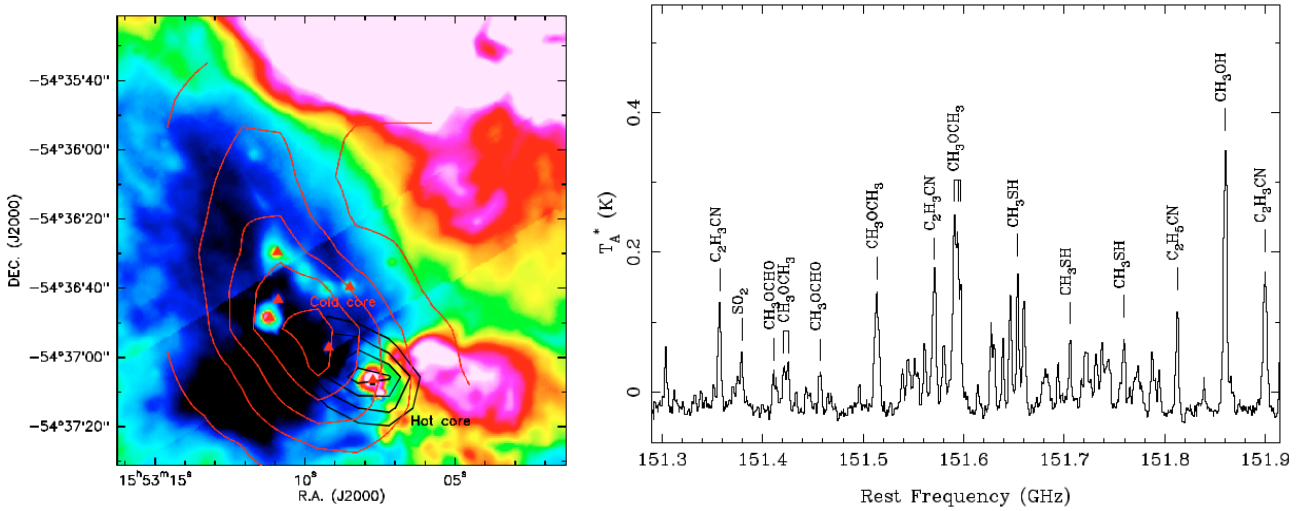 DEC. (J2000)
−54°35'40"
−54°36'00"
−54°36'20"
−54°36'40"
−54°37'00"
−54°37'20"
Cold core
Hot core
15ʰ53ᵐ15ˢ
10ˢ
05ˢ
R.A. (J2000)
T_A* (K)
0.4
0.2
0
C₂H₃CN
SO₂
CH₃OCHO
CH₃OCH₃
CH₃OCHO
CH₃OCH₃
C₂H₃CN
CH₃OCH₃
CH₃SH
CH₃SH
CH₃SH
C₂H₅CN
CH₃OH
C₂H₃CN
151.3
151.4
151.5
151.6
151.7
151.8
151.9
Rest Frequency (GHz)